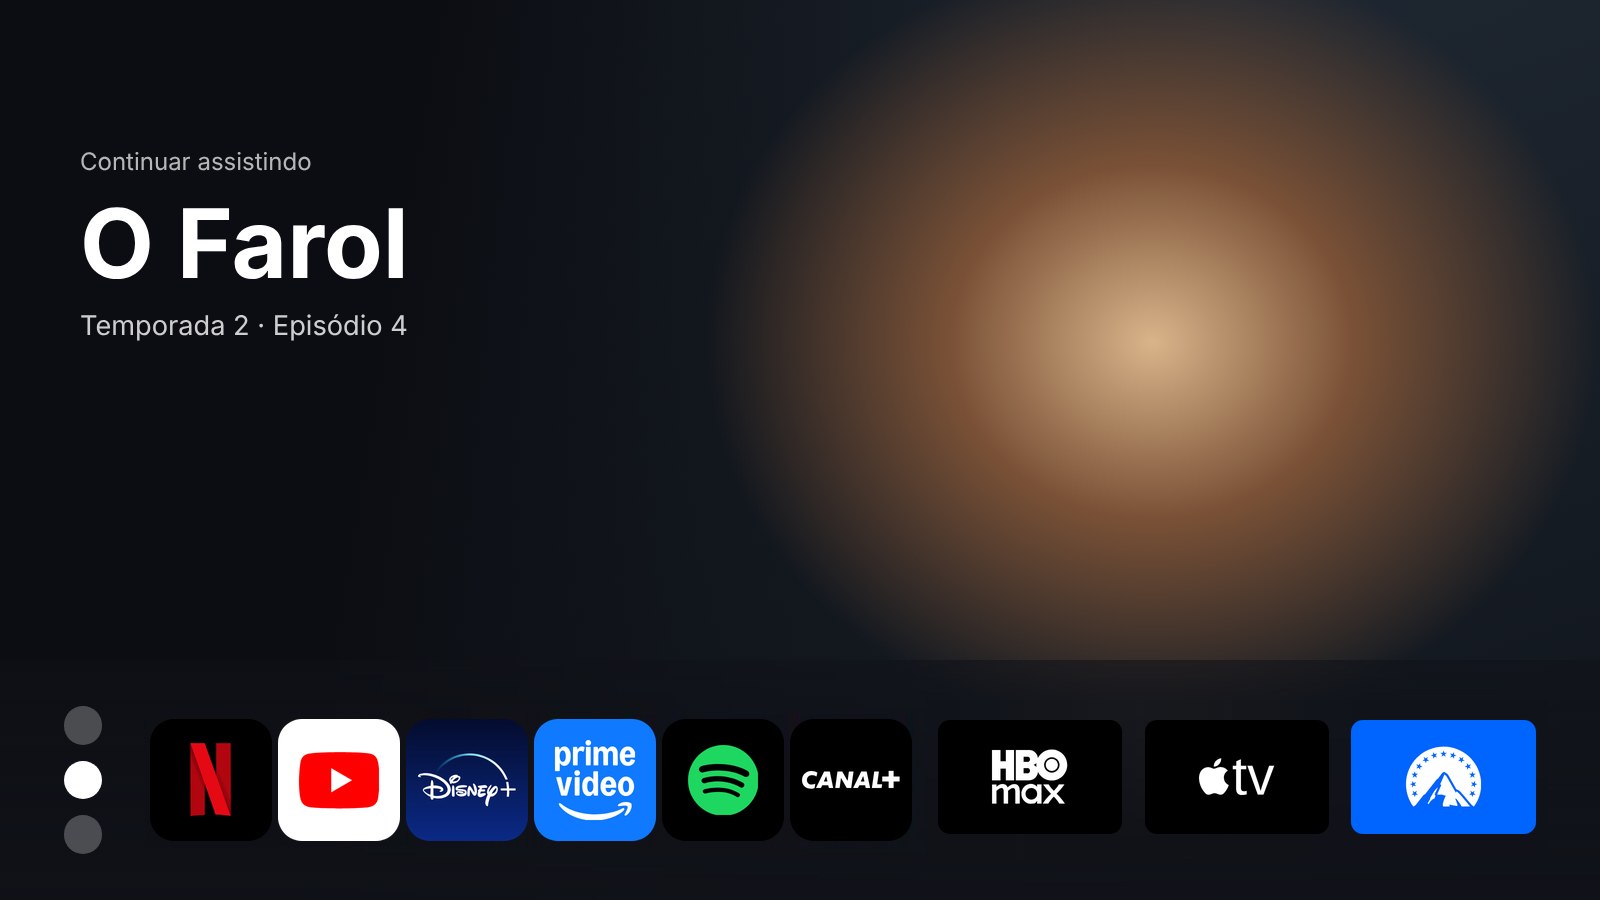 Continuar assistindo
O Farol
Temporada 2 · Episódio 4
N
Disney+
prime video
CANAL+
HBO max
tv